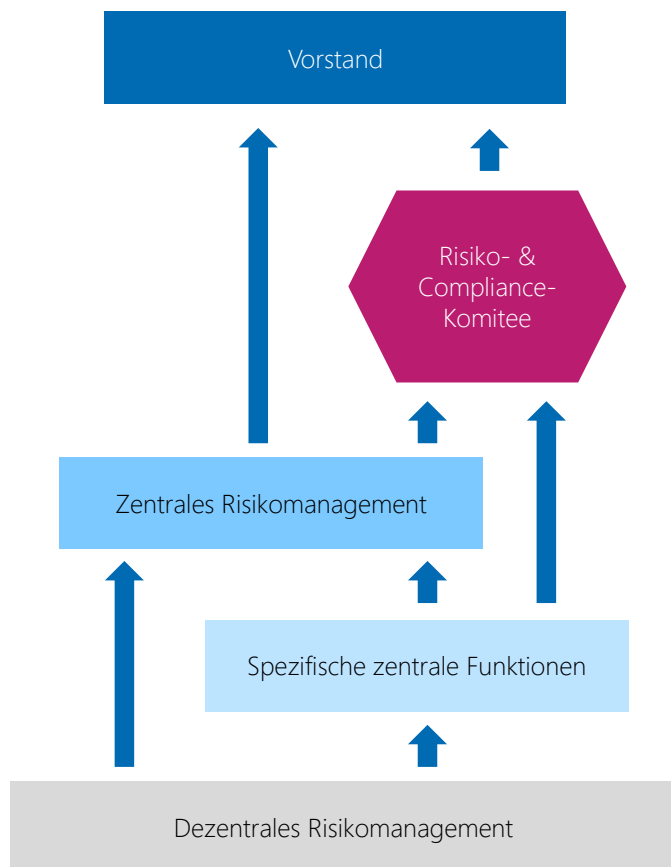 Vorstand
Risiko- &
Compliance-
Komitee
Zentrales Risikomanagement
Spezifische zentrale Funktionen
Dezentrales Risikomanagement